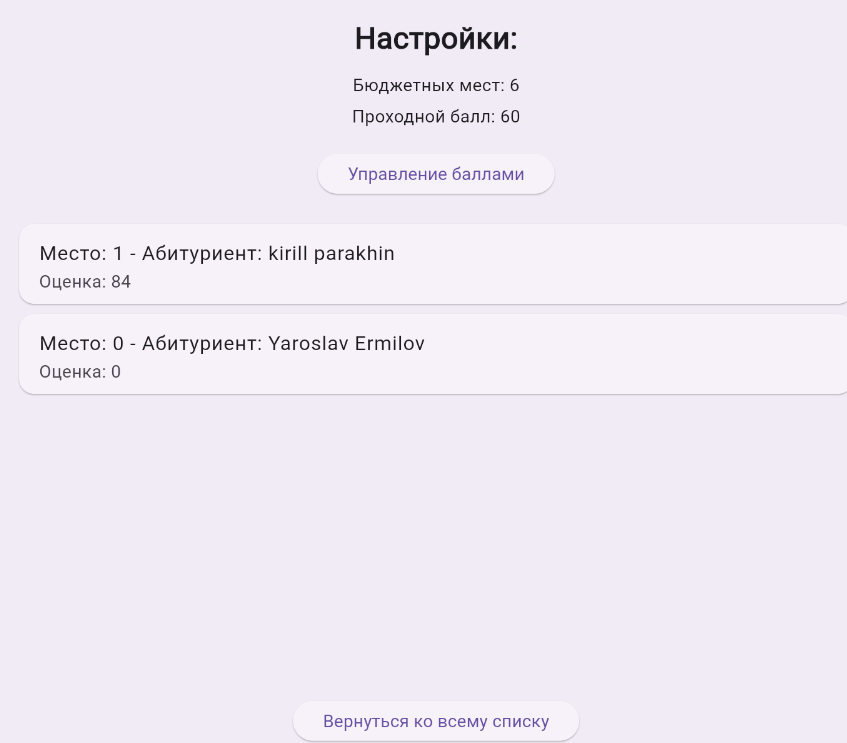 Настройки:
Бюджетных мест: 6
Проходной балл: 60
Управление баллами
Место: 1 - Абитуриент: kirill parakhin
Оценка: 84
Место: 0 - Абитуриент: Yaroslav Ermilov
Оценка: 0
Вернуться ко всему списку